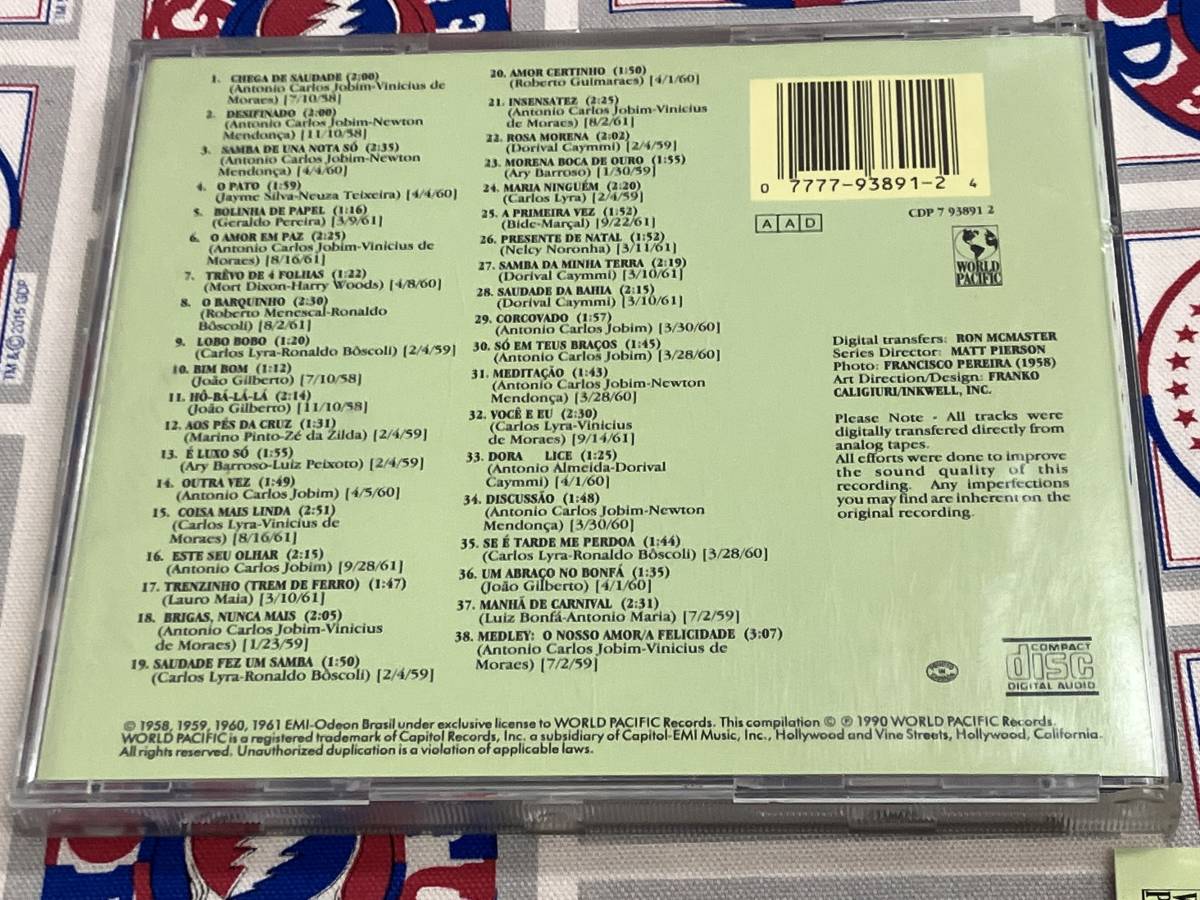 1. CHEGA DE SAUDADE (2:00)
(Antonio Carlos Jobim-Vinicius de
Moraes) [7/10/58]
2. DESIFINADO (2:00)
(Antonio Carlos Jobim-Newton
Mendonça) [11/10/58]
3. SAMBA DE UNA NOTA SÓ (2:35)
(Antonio Carlos Jobim-Newton
Mendonça) [4/4/60]
4. O PATO (1:59)
(Jayme Silva-Neuza Teixeira) [4/4/60]
5. BOLINHA DE PAPEL (1:16)
(Geraldo Pereira) [3/9/61]
6. O AMOR EM PAZ (2:25)
(Antonio Carlos Jobim-Vinicius de
Moraes) [8/16/61]
7. TRÊVO DE 4 FOLHAS (1:22)
(Mort Dixon-Harry Woods) [4/8/60]
8. O BARQUINHO (2:30)
(Roberto Menescal-Ronaldo
Bôscoli) [8/2/61]
9. LOBO BOBO (1:20)
(Carlos Lyra-Ronaldo Bôscoli) [2/4/59]
10. BIM BOM (1:12)
(João Gilberto) [7/10/58]
11. HÔ-BÁ-LÁ-LÁ (2:14)
(João Gilberto) [11/10/58]
12. AOS PÉS DA CRUZ (1:31)
(Marino Pinto-Zé da Zilda) [2/4/59]
13. É LUXO SÓ (1:55)
(Ary Barroso-Luiz Peixoto) [2/4/59]
14. OUTRA VEZ (1:49)
(Antonio Carlos Jobim) [4/5/60]
15. COISA MAIS LINDA (2:51)
(Carlos Lyra-Vinicius de
Moraes) [8/16/61]
16. ESTE SEU OLHAR (2:15)
(Antonio Carlos Jobim) [9/28/61]
17. TRENZINHO (TREM DE FERRO) (1:47)
(Lauro Maia) [3/10/61]
18. BRIGAS, NUNCA MAIS (2:05)
(Antonio Carlos Jobim-Vinicius
de Moraes) [1/23/59]
19. SAUDADE FEZ UM SAMBA (1:50)
(Carlos Lyra-Ronaldo Bôscoli) [2/4/59]
20. AMOR CERTINHO (1:50)
(Roberto Guimaraes) [4/1/60]
21. INSENSATEZ (2:25)
(Antonio Carlos Jobim-Vinicius
de Moraes) [8/2/61]
22. ROSA MORENA (2:02)
(Dorival Caymmi) [2/4/59]
23. MORENA BOCA DE OURO (1:55)
(Ary Barroso) [1/30/59]
24. MARIA NINGUÉM (2:20)
(Carlos Lyra) [2/4/59]
25. A PRIMEIRA VEZ (1:52)
(Bide-Marçal) [9/22/61]
26. PRESENTE DE NATAL (1:52)
(Nelcy Noronha) [3/11/61]
27. SAMBA DA MINHA TERRA (2:19)
(Dorival Caymmi) [3/10/61]
28. SAUDADE DA BAHIA (2:15)
(Dorival Caymmi) [3/10/61]
29. CORCOVADO (1:57)
(Antonio Carlos Jobim) [3/30/60]
30. SÓ EM TEUS BRAÇOS (1:45)
(Antonio Carlos Jobim) [3/28/60]
31. MEDITAÇÃO (1:43)
(Antonio Carlos Jobim-Newton
Mendonça) [3/28/60]
32. VOCÊ E EU (2:30)
(Carlos Lyra-Vinicius
de Moraes) [9/14/61]
33. DORA LICE (1:25)
(Antonio Almeida-Dorival
Caymmi) [4/1/60]
34. DISCUSSÃO (1:48)
(Antonio Carlos Jobim-Newton
Mendonça) [3/30/60]
35. SE É TARDE ME PERDOA (1:44)
(Carlos Lyra-Ronaldo Bôscoli) [3/28/60]
36. UM ABRAÇO NO BONFÁ (1:35)
(João Gilberto) [4/1/60]
37. MANHÃ DE CARNIVAL (2:31)
(Luiz Bonfá-Antonio Maria) [7/2/59]
38. MEDLEY: O NOSSO AMOR/A FELICIDADE (3:07)
(Antonio Carlos Jobim-Vinicius de
Moraes) [7/2/59]
0 7777-93891-2 4
AAD
CDP 7 93891 2
WORLD
PACIFIC
Digital transfers: RON MCMASTER
Series Director: MATT PIERSON
Photo: FRANCISCO PEREIRA (1958)
Art Direction/Design: FRANKO
CALIGIURI/INKWELL, INC.
Please Note - All tracks were
digitally transfered directly from
analog tapes.
All efforts were done to improve
the sound quality of this
recording. Any imperfections
you may find are inherent on the
original recording.
COMPACT
disc
DIGITAL AUDIO
© 1958, 1959, 1960, 1961 EMI-Odeon Brasil under exclusive license to WORLD PACIFIC Records. This compilation © ℗ 1990 WORLD PACIFIC Records.
WORLD PACIFIC is a registered trademark of Capitol Records, Inc. a subsidiary of Capitol-EMI Music, Inc., Hollywood and Vine Streets, Hollywood, California.
All rights reserved. Unauthorized duplication is a violation of applicable laws.
TM & © 2015 GDP